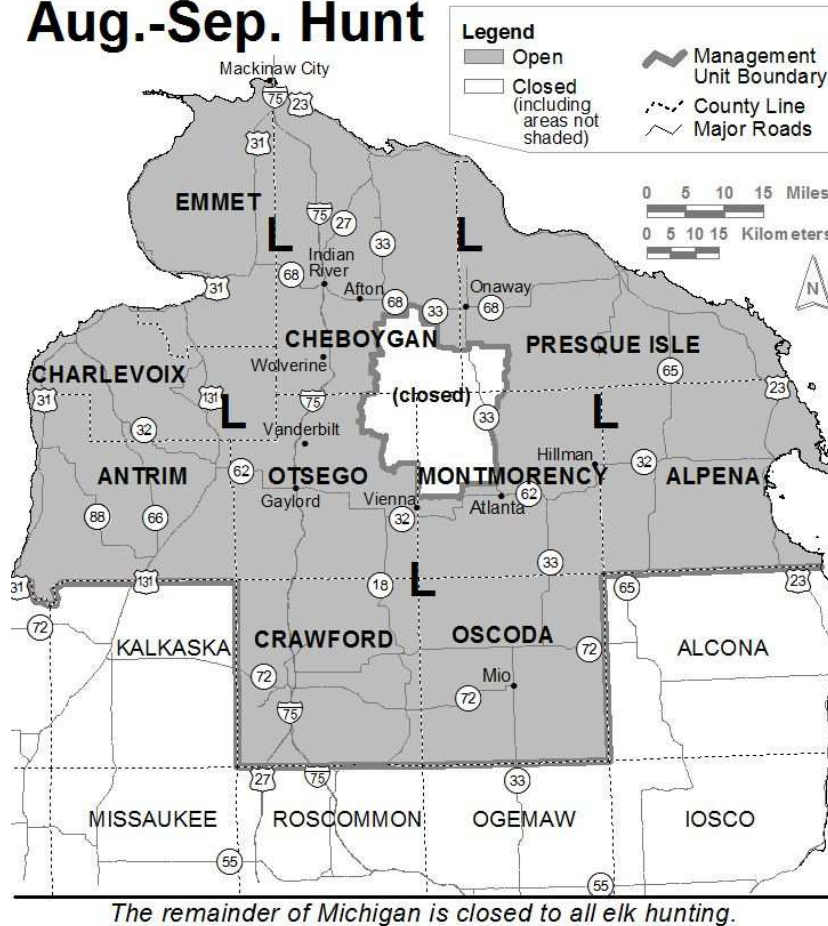 Aug.-Sep. Hunt
Legend
Open
Closed
(including
areas not
shaded)
Management
Unit Boundary
County Line
Major Roads
0 5 10 15 Miles
0 5 10 15 Kilometers
N
Mackinaw City
75
23
31
EMMET
75
27
L
L
33
Indian
River
68
31
Afton
68
33
Onaway
68
CHEBOYGAN
PRESQUE ISLE
Wolverine
CHARLEVOIX
65
23
31
131
75
(closed)
33
L
L
32
Vanderbilt
Hillman
32
62
ANTRIM
OTSEGO
MONTMORENCY
ALPENA
Gaylord
Vienna
62
Atlanta
88
66
32
33
L
31
131
18
65
23
72
KALKASKA
CRAWFORD
OSCODA
72
ALCONA
72
Mio
72
75
27
75
33
MISSAUKEE
ROSCOMMON
OGEMAW
IOSCO
55
55
The remainder of Michigan is closed to all elk hunting.